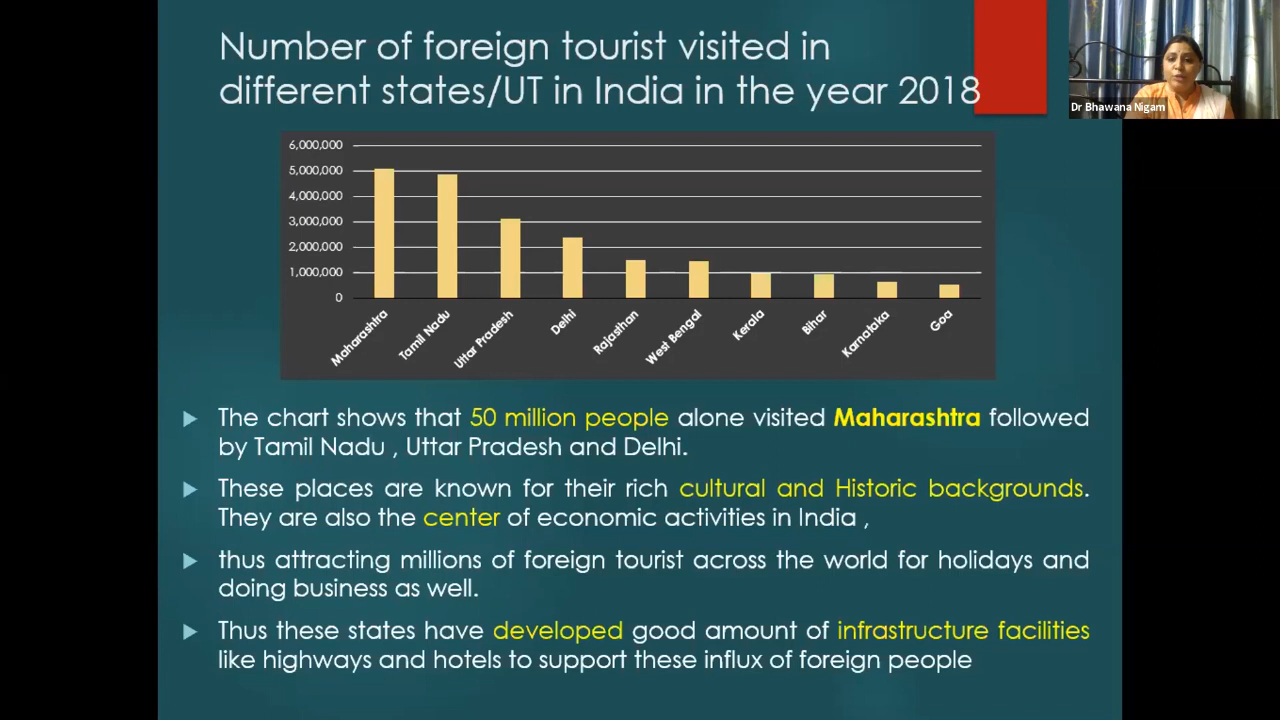 Number of foreign tourist visited in
different states/UT in India in the year 2018
Dr Bhawana Nigam
6,000,000
5,000,000
4,000,000
3,000,000
2,000,000
1,000,000
0
Maharashtra
Tamil Nadu
Uttar Pradesh
Delhi
Rajasthan
West Bengal
Kerala
Bihar
Karnataka
Goa
The chart shows that 50 million people alone visited Maharashtra followed
by Tamil Nadu , Uttar Pradesh and Delhi.
These places are known for their rich cultural and Historic backgrounds.
They are also the center of economic activities in India ,
thus attracting millions of foreign tourist across the world for holidays and
doing business as well.
Thus these states have developed good amount of infrastructure facilities
like highways and hotels to support these influx of foreign people